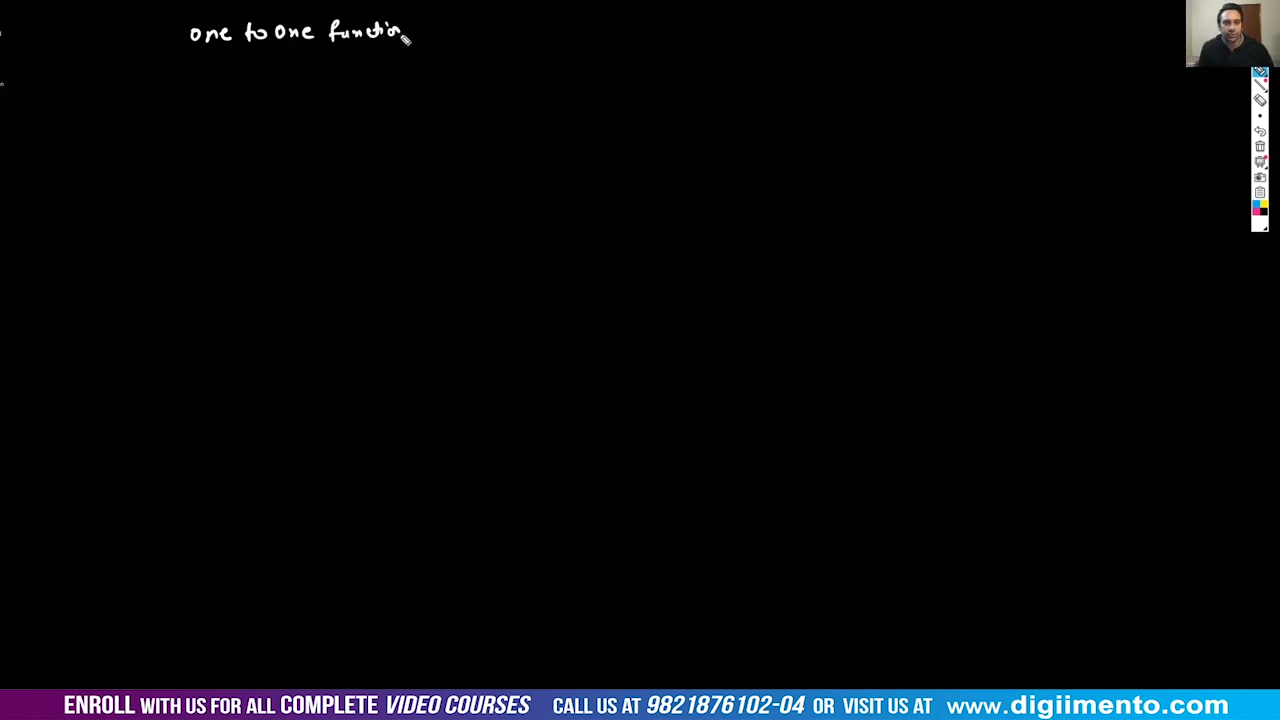 one to one function
ENROLL WITH US FOR ALL COMPLETE VIDEO COURSES CALL US AT 9821876102-04 OR VISIT US AT www.digiimento.com